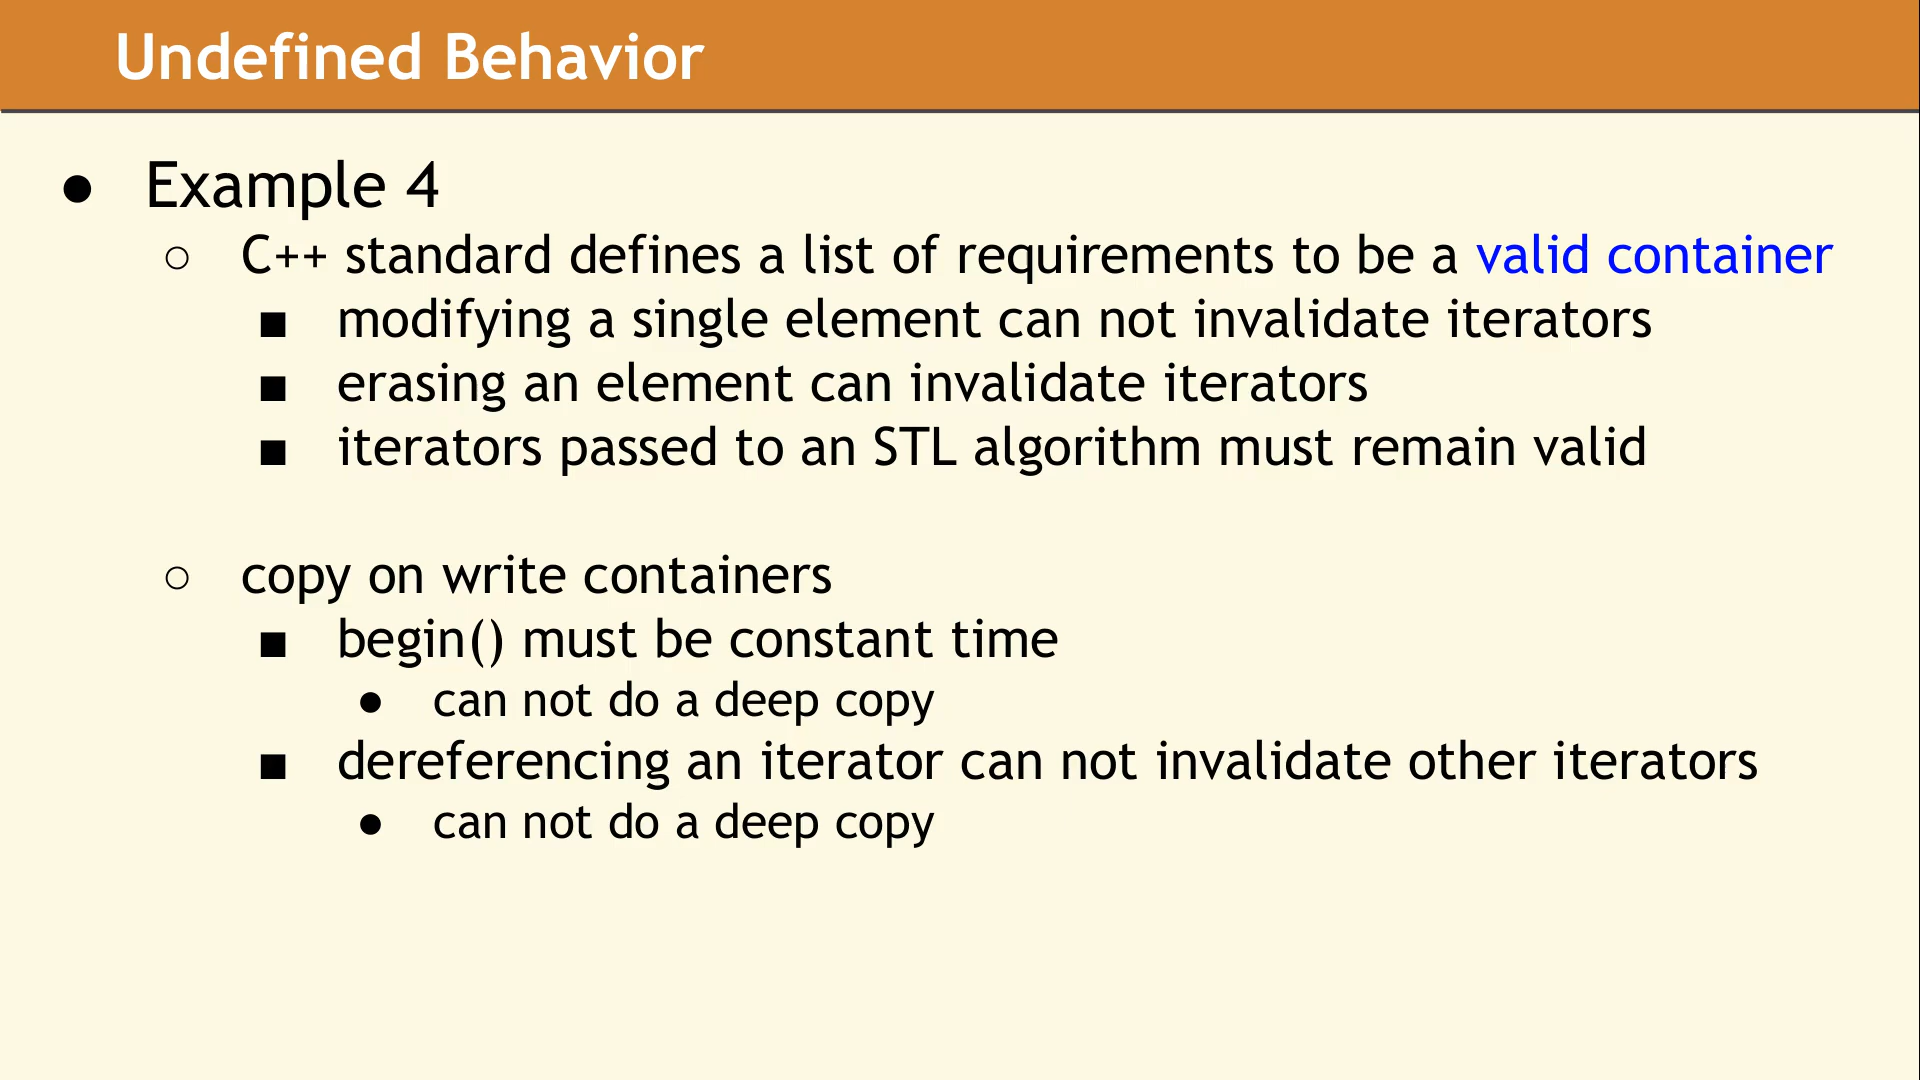 Undefined Behavior
● Example 4
○ C++ standard defines a list of requirements to be a valid container
■ modifying a single element can not invalidate iterators
■ erasing an element can invalidate iterators
■ iterators passed to an STL algorithm must remain valid
○ copy on write containers
■ begin() must be constant time
● can not do a deep copy
■ dereferencing an iterator can not invalidate other iterators
● can not do a deep copy